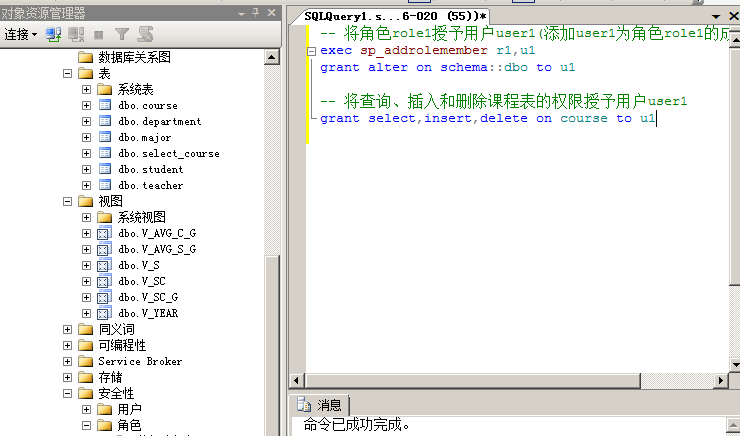 对象资源管理器
连接
数据库关系图
表
系统表
dbo.course
dbo.department
dbo.major
dbo.select_course
dbo.student
dbo.teacher
视图
系统视图
dbo.V_AVG_C_G
dbo.V_AVG_S_G
dbo.V_S
dbo.V_SC
dbo.V_SC_G
dbo.V_YEAR
同义词
可编程性
Service Broker
存储
安全性
用户
角色
SQLQuery1.s...6-020 (55))*
-- 将角色role1授予用户user1(添加user1为角色role1的成
exec sp_addrolemember r1,u1
grant alter on schema::dbo to u1
-- 将查询、插入和删除课程表的权限授予用户user1
grant select,insert,delete on course to u1
消息
命令已成功完成。